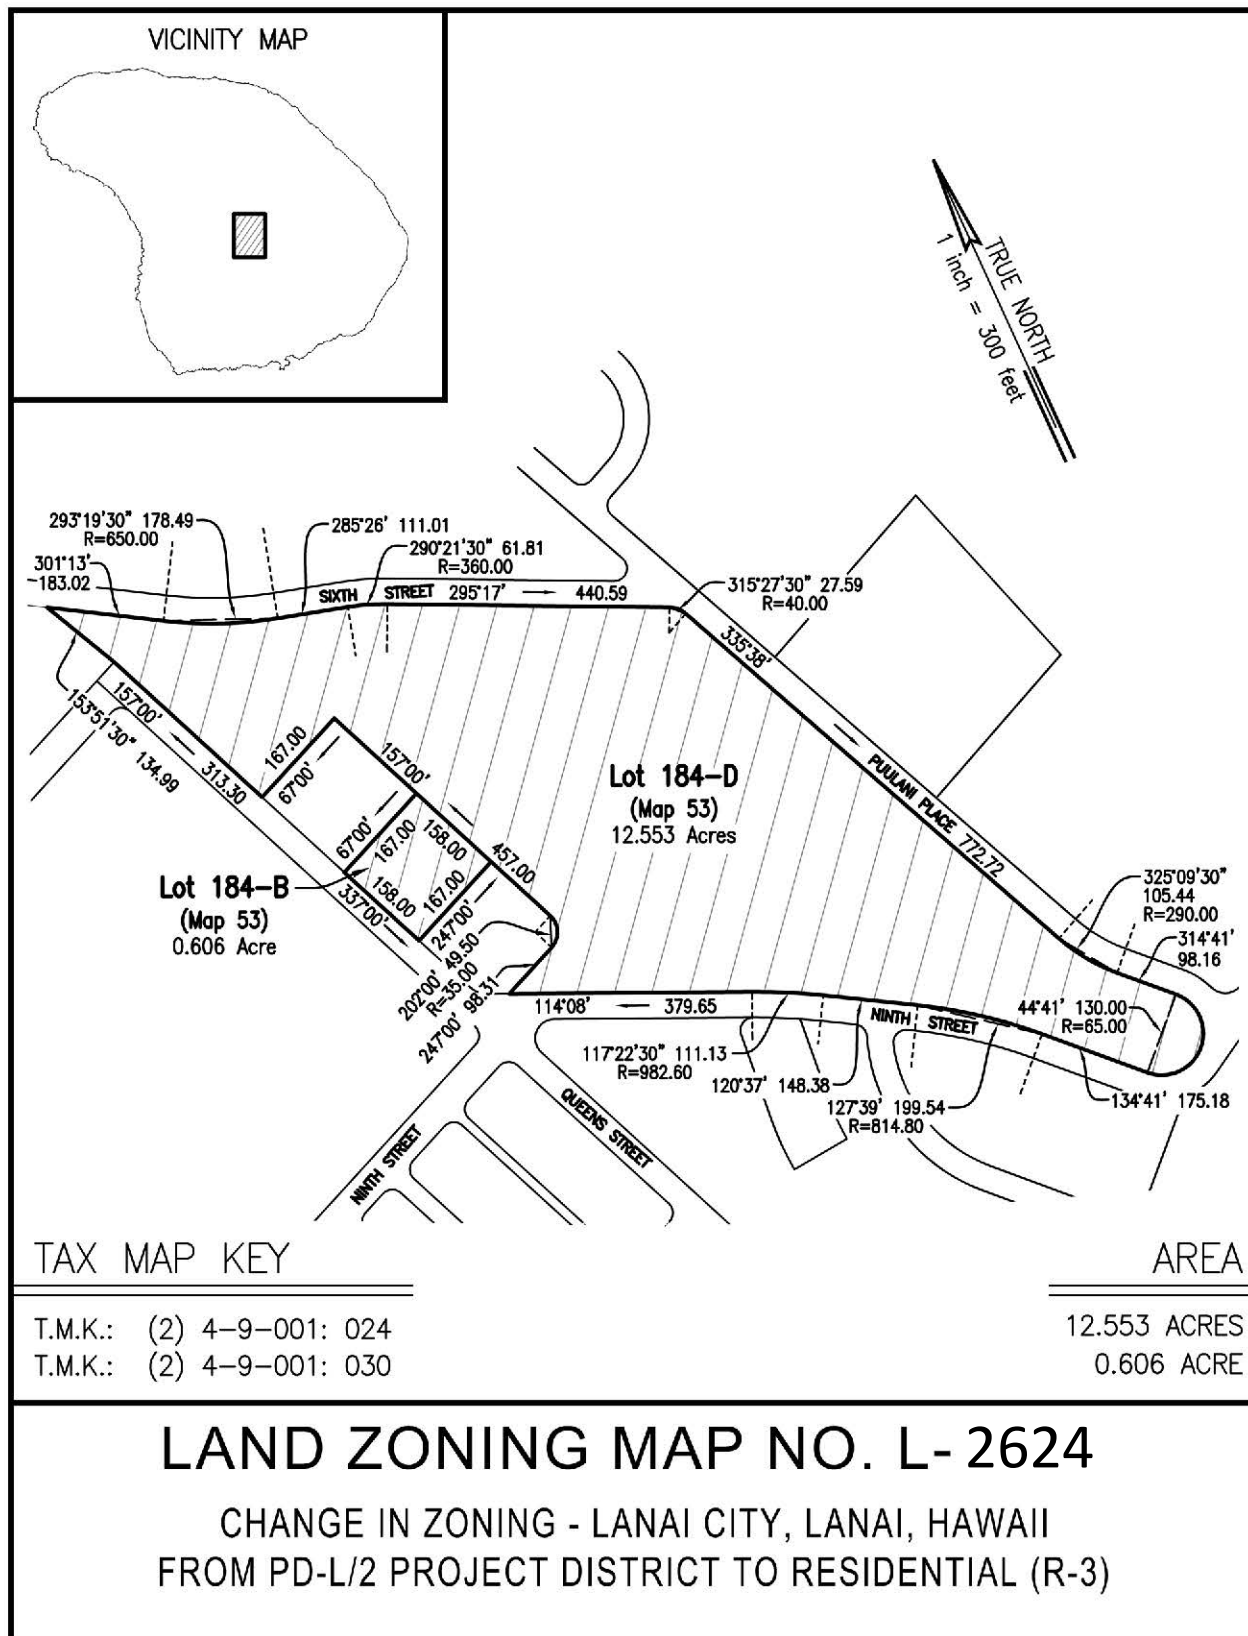 VICINITY MAP
TRUE NORTH
1 inch = 300 feet
293°19'30" 178.49
R=650.00
285°26' 111.01
290°21'30" 61.81
R=360.00
301°13'
183.02
SIXTH STREET 295°17' 440.59
315°27'30" 27.59
R=40.00
335°38'
PUULANI PLACE 772.72
153°51'30" 134.99
157°00'
313.30
167.00
67°00'
157°00'
457.00
67°00'
167.00
158.00
Lot 184-D
(Map 53)
12.553 Acres
Lot 184-B
(Map 53)
0.606 Acre
337°00'
158.00
167.00
247°00'
202°00' 49.50
R=35.00
247°00' 98.31
325°09'30"
105.44
R=290.00
314°41'
98.16
44°41' 130.00
R=65.00
114°08' 379.65
NINTH STREET
117°22'30" 111.13
R=982.60
120°37' 148.38
127°39' 199.54
R=814.80
134°41' 175.18
NINTH STREET
QUEENS STREET
TAX MAP KEY
AREA
T.M.K.: (2) 4-9-001: 024
12.553 ACRES
T.M.K.: (2) 4-9-001: 030
0.606 ACRE
LAND ZONING MAP NO. L- 2624
CHANGE IN ZONING - LANAI CITY, LANAI, HAWAII
FROM PD-L/2 PROJECT DISTRICT TO RESIDENTIAL (R-3)